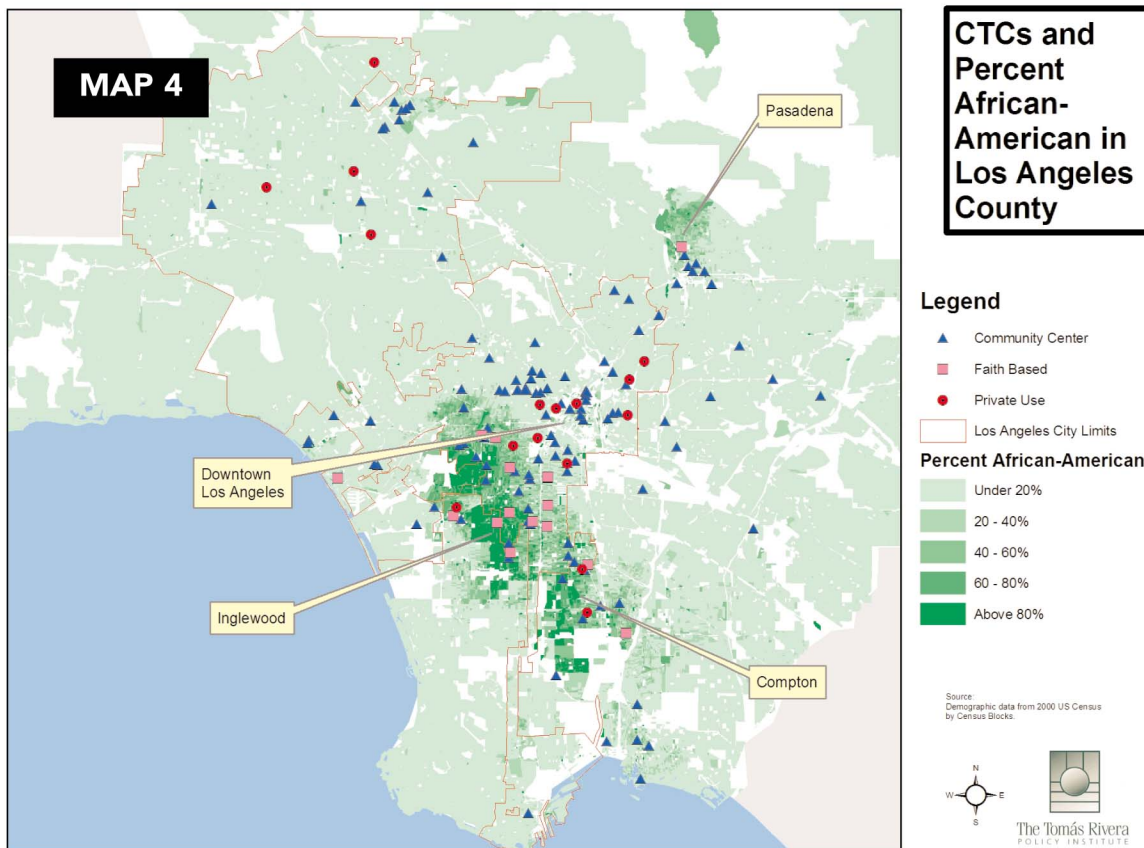 MAP 4
CTCs and
Percent
African-
American in
Los Angeles
County
Pasadena
Downtown
Los Angeles
Inglewood
Compton
Legend
Community Center
Faith Based
Private Use
Los Angeles City Limits
Percent African-American
Under 20%
20 - 40%
40 - 60%
60 - 80%
Above 80%
Source:
Demographic data from 2000 US Census
by Census Blocks.
N
W E
S
The Tomás Rivera
POLICY INSTITUTE